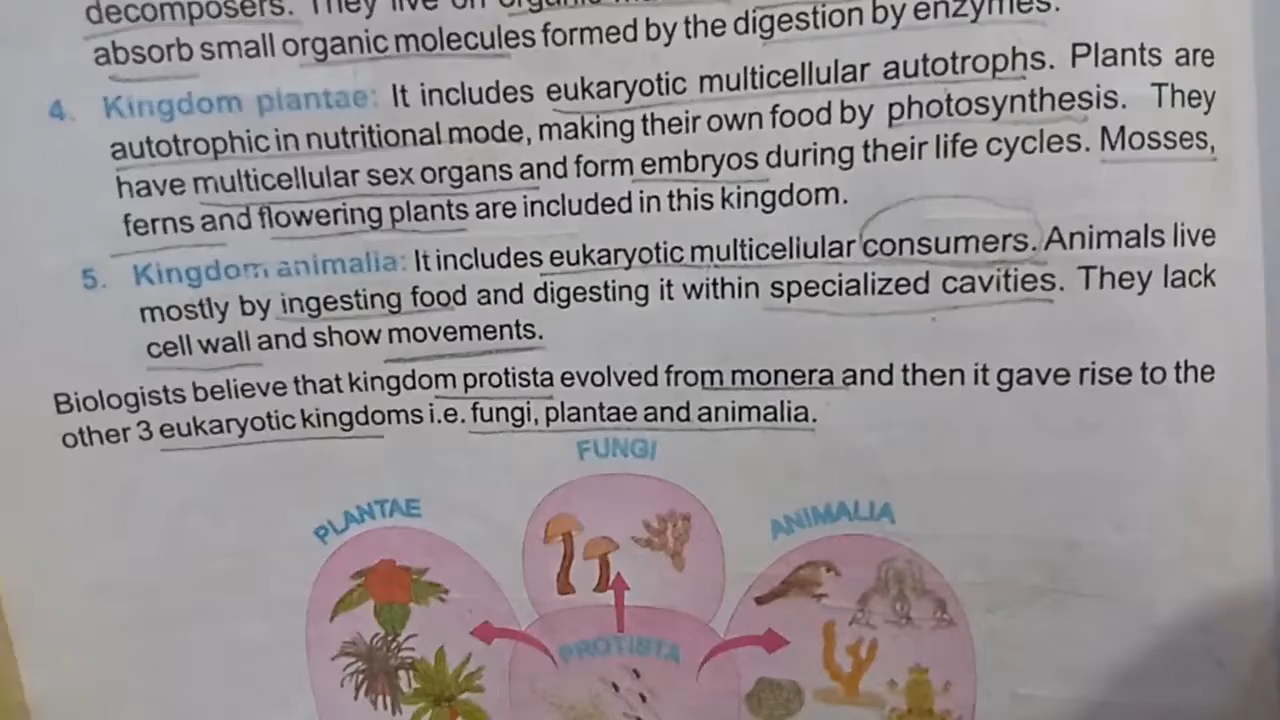 decomposers. They live on organic
absorb small organic molecules formed by the digestion by enzymes.
4. Kingdom plantae: It includes eukaryotic multicellular autotrophs. Plants are
autotrophic in nutritional mode, making their own food by photosynthesis. They
have multicellular sex organs and form embryos during their life cycles. Mosses,
ferns and flowering plants are included in this kingdom.
5. Kingdom animalia: It includes eukaryotic multicellular consumers. Animals live
mostly by ingesting food and digesting it within specialized cavities. They lack
cell wall and show movements.
Biologists believe that kingdom protista evolved from monera and then it gave rise to the
other 3 eukaryotic kingdoms i.e. fungi, plantae and animalia.
FUNGI
PLANTAE
ANIMALIA
PROTISTA